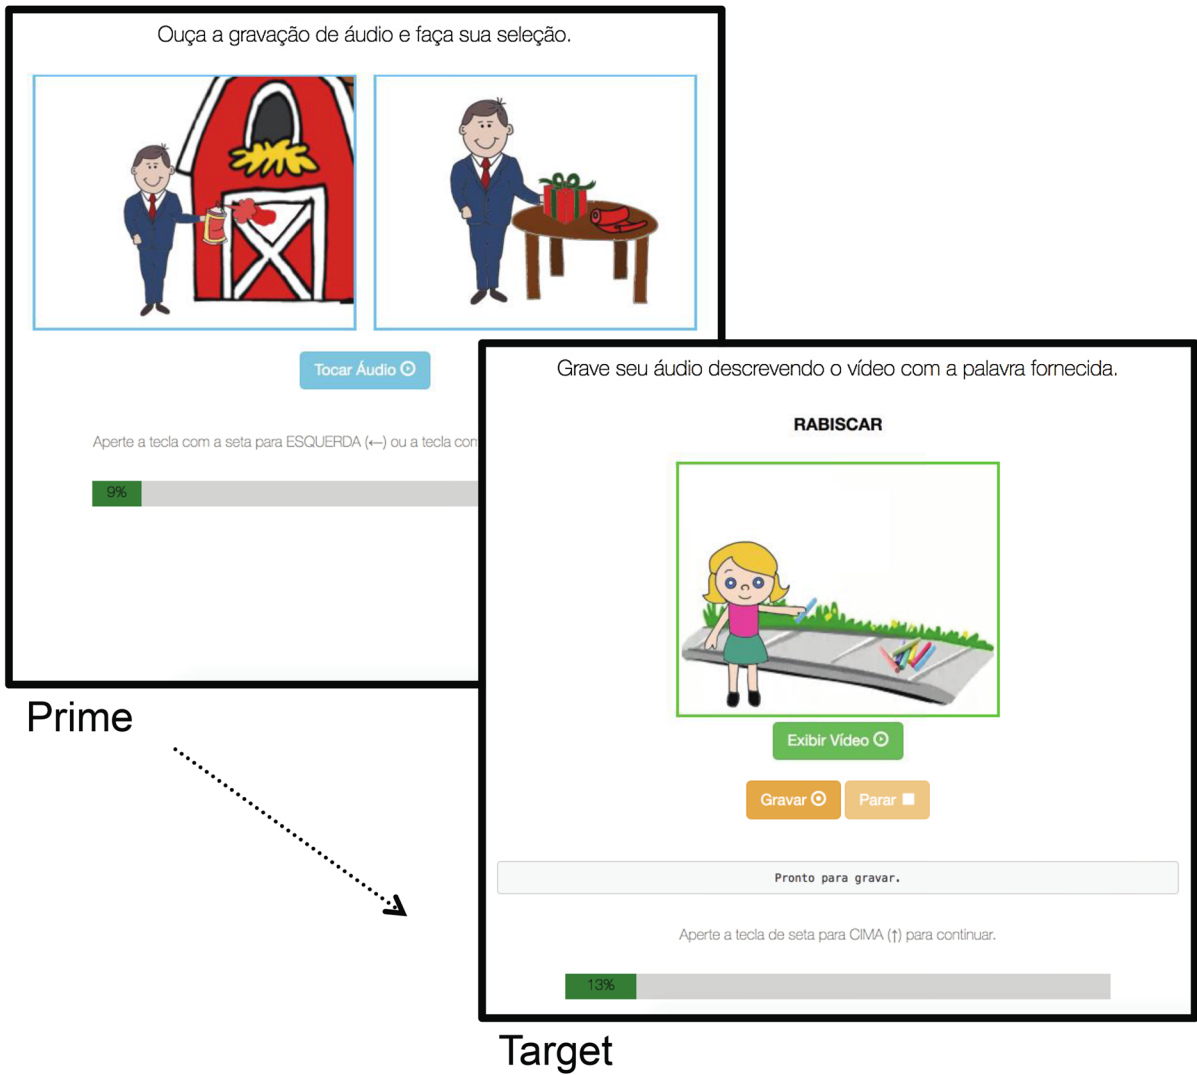 Ouça a gravação de áudio e faça sua seleção.
Tocar Áudio
Aperte a tecla com a seta para ESQUERDA (←) ou a tecla com
9%
Prime
Grave seu áudio descrevendo o vídeo com a palavra fornecida.
RABISCAR
Exibir Vídeo
Gravar
Parar
Pronto para gravar.
Aperte a tecla de seta para CIMA (↑) para continuar.
13%
Target